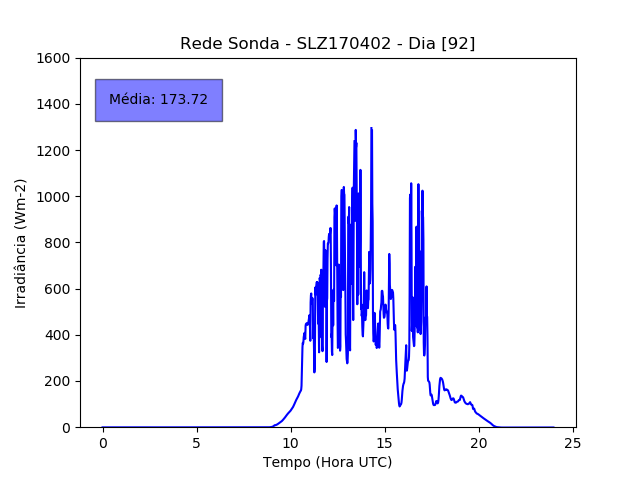 Rede Sonda - SLZ170402 - Dia [92]
1600
1400
1200
1000
800
600
400
200
0
Média: 173.72
Irradiância (Wm-2)
0 5 10 15 20 25
Tempo (Hora UTC)